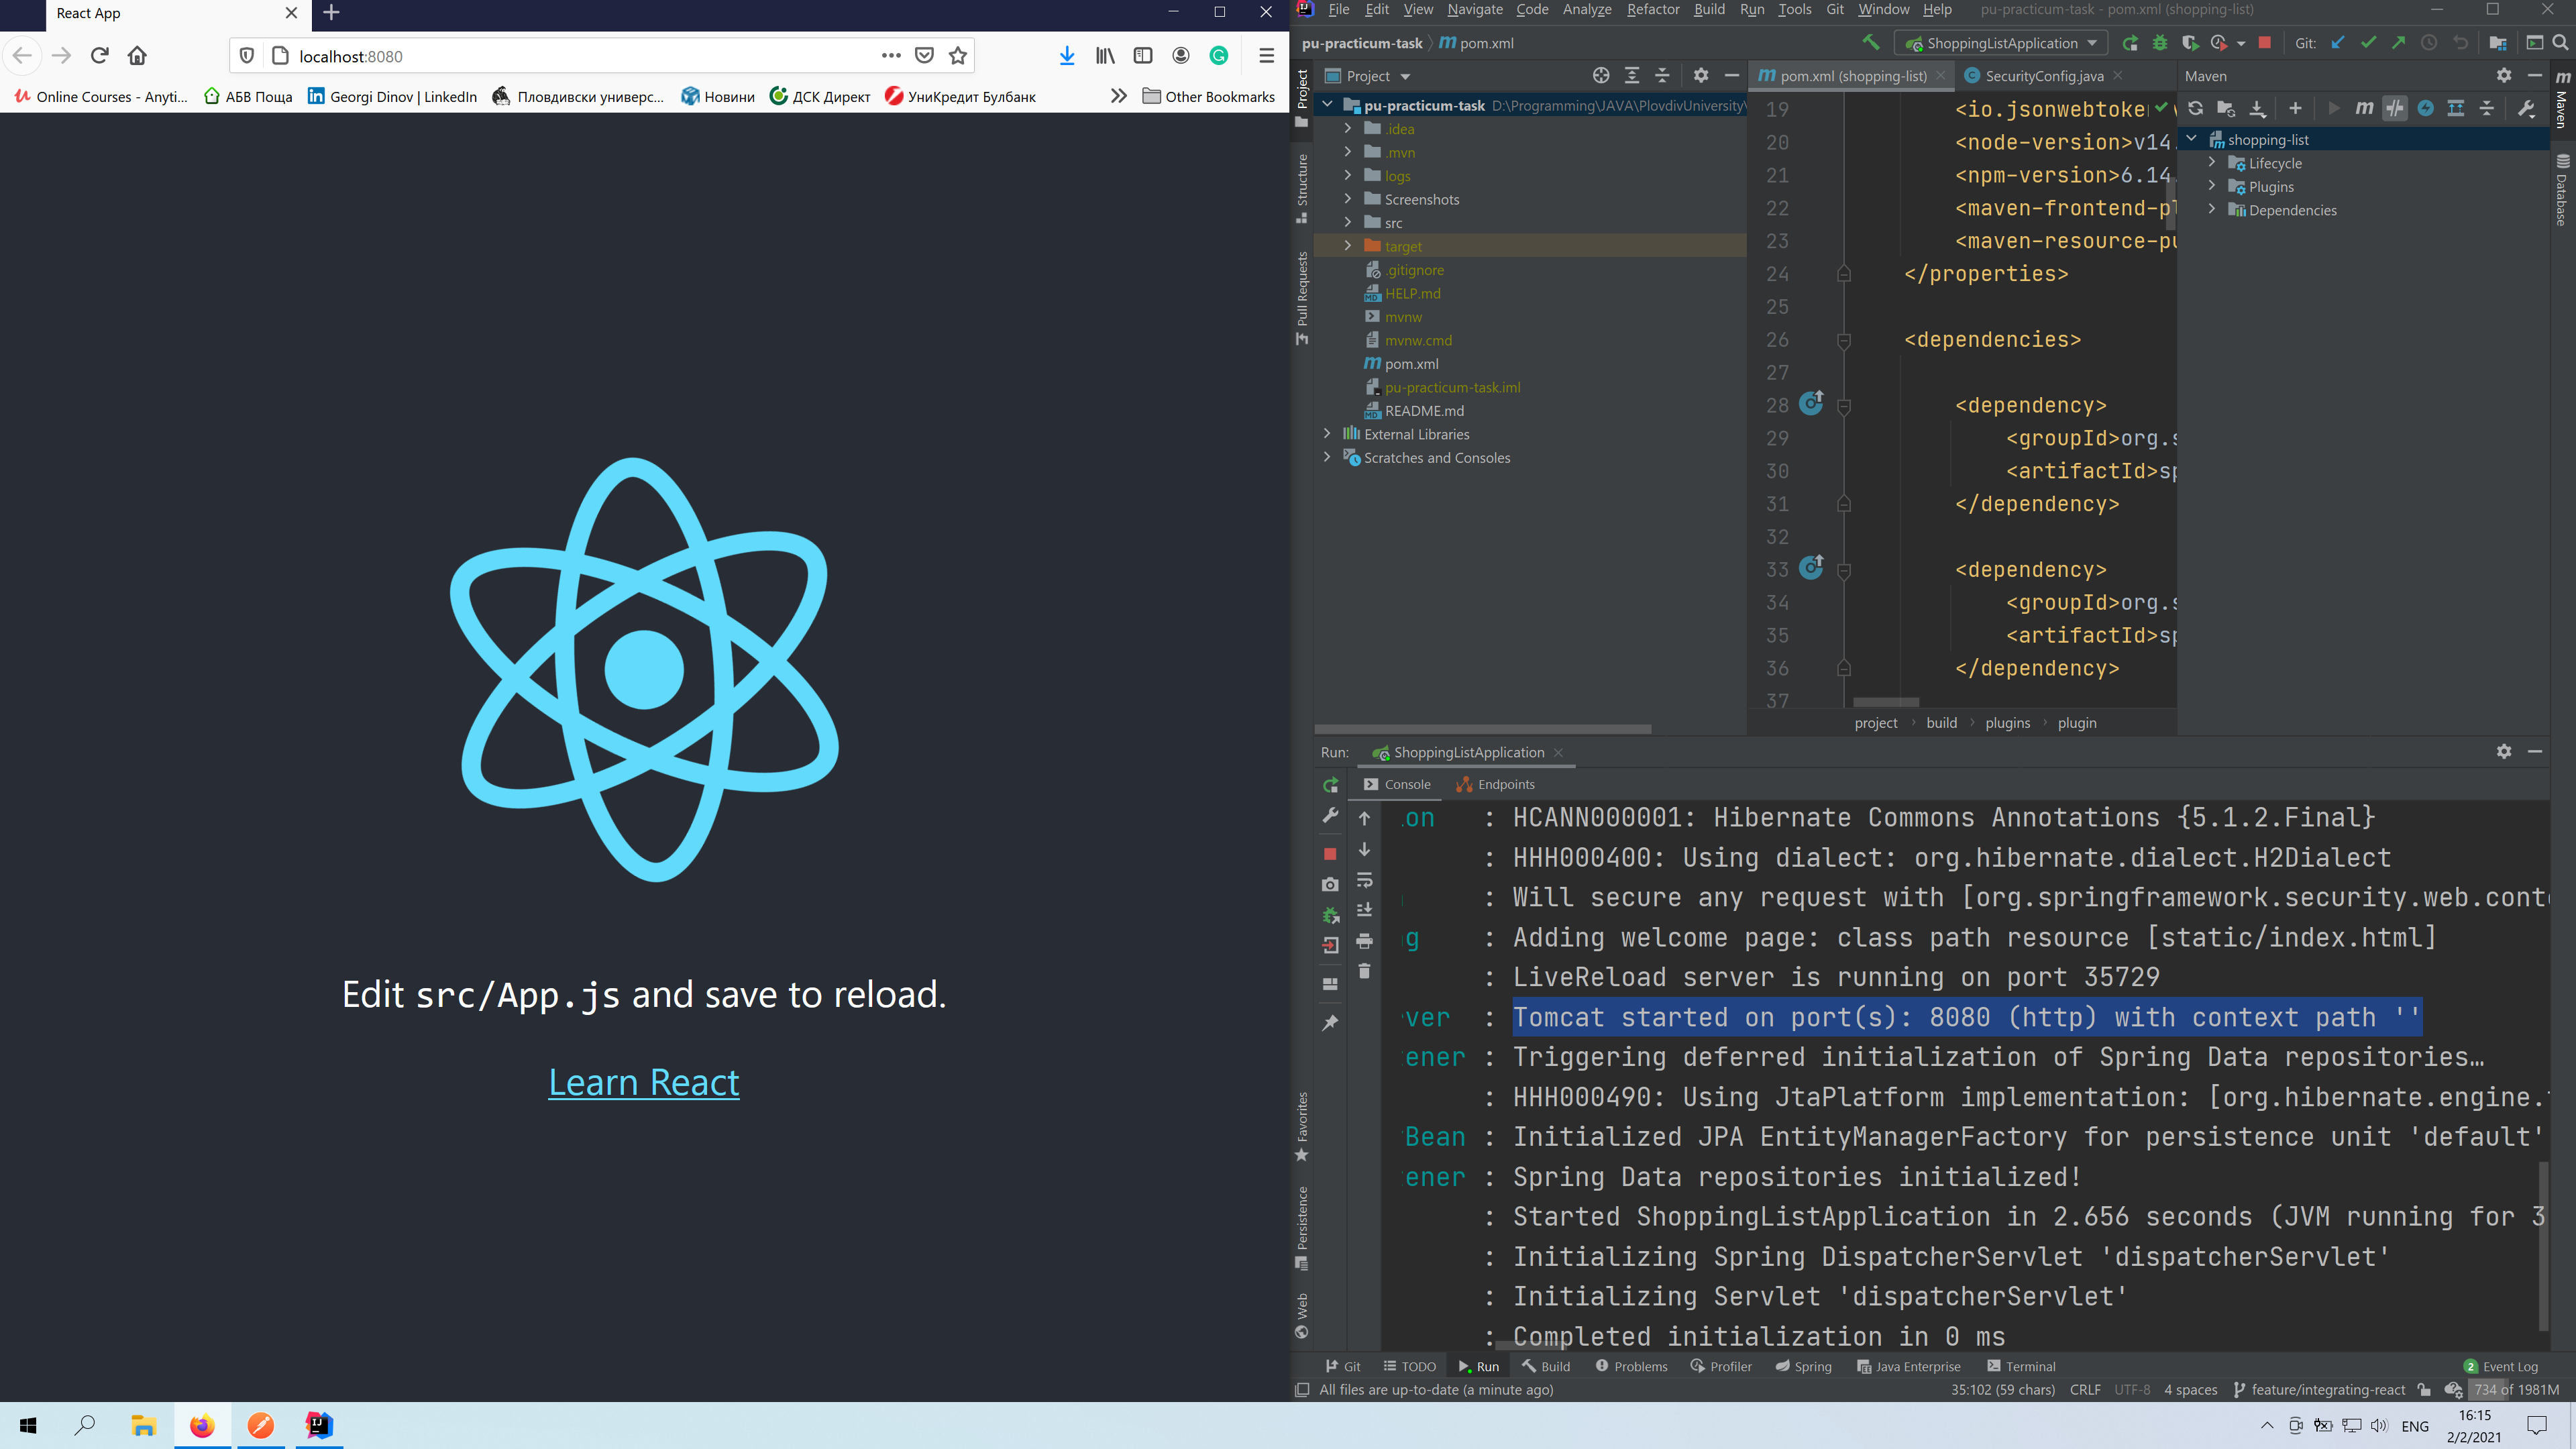 React App
localhost:8080
Online Courses - Anyti...
АБВ Поща
Georgi Dinov | LinkedIn
Пловдивски универс...
Новини
ДСК Директ
УниКредит Булбанк
Other Bookmarks
Edit src/App.js and save to reload.
Learn React
File Edit View Navigate Code Analyze Refactor Build Run Tools Git Window Help pu-practicum-task - pom.xml (shopping-list)
pu-practicum-task pom.xml
ShoppingListApplication
Git:
Project
pom.xml (shopping-list)
SecurityConfig.java
Maven
Project
Structure
Pull Requests
Favorites
Persistence
Web
Maven
Database
pu-practicum-task D:\Programming\JAVA\PlovdivUniversity\
.idea
.mvn
logs
Screenshots
src
target
.gitignore
HELP.md
mvnw
mvnw.cmd
pom.xml
pu-practicum-task.iml
README.md
External Libraries
Scratches and Consoles
19 <io.jsonwebtoke
20 <node-version>v14.
21 <npm-version>6.14.
22 <maven-frontend-pl
23 <maven-resource-pu
24 </properties>
25
26 <dependencies>
27
28 <dependency>
29 <groupId>org.s
30 <artifactId>sp
31 </dependency>
32
33 <dependency>
34 <groupId>org.s
35 <artifactId>sp
36 </dependency>
37
project build plugins plugin
shopping-list
Lifecycle
Plugins
Dependencies
Run: ShoppingListApplication
Console Endpoints
on : HCANN000001: Hibernate Commons Annotations {5.1.2.Final}
: HHH000400: Using dialect: org.hibernate.dialect.H2Dialect
: Will secure any request with [org.springframework.security.web.conte
g : Adding welcome page: class path resource [static/index.html]
: LiveReload server is running on port 35729
ver : Tomcat started on port(s): 8080 (http) with context path ''
ener : Triggering deferred initialization of Spring Data repositories…
: HHH000490: Using JtaPlatform implementation: [org.hibernate.engine.
Bean : Initialized JPA EntityManagerFactory for persistence unit 'default'
ener : Spring Data repositories initialized!
: Started ShoppingListApplication in 2.656 seconds (JVM running for 3
: Initializing Spring DispatcherServlet 'dispatcherServlet'
: Initializing Servlet 'dispatcherServlet'
: Completed initialization in 0 ms
Git TODO Run Build Problems Profiler Spring Java Enterprise Terminal 2 Event Log
All files are up-to-date (a minute ago) 35:102 (59 chars) CRLF UTF-8 4 spaces feature/integrating-react 734 of 1981M
ENG
16:15
2/2/2021